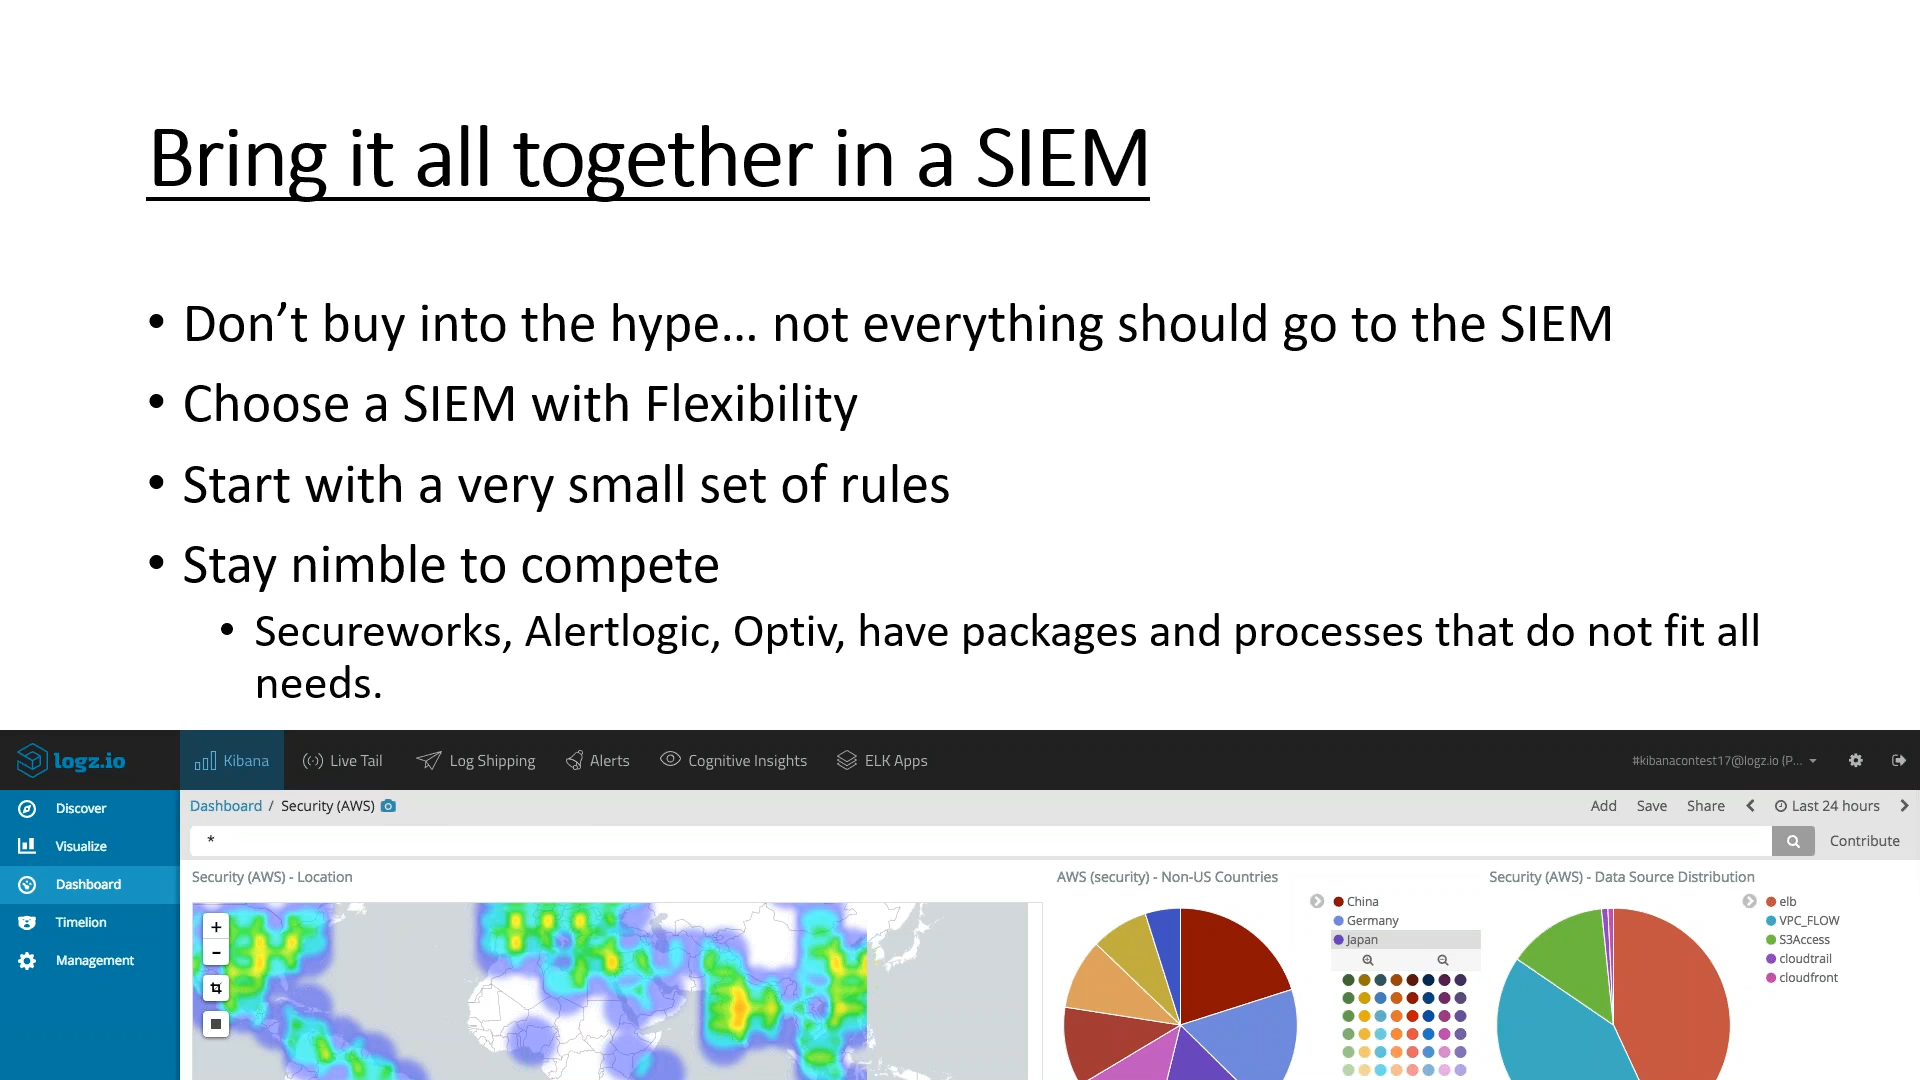 Bring it all together in a SIEM
• Don’t buy into the hype… not everything should go to the SIEM
• Choose a SIEM with Flexibility
• Start with a very small set of rules
• Stay nimble to compete
• Secureworks, Alertlogic, Optiv, have packages and processes that do not fit all
needs.
logz.io Kibana Live Tail Log Shipping Alerts Cognitive Insights ELK Apps #kibanacontest17@logz.io (P...
Discover
Visualize
Dashboard
Timelion
Management
Dashboard / Security (AWS) Add Save Share Last 24 hours
* Contribute
Security (AWS) - Location
+
-
AWS (security) - Non-US Countries
China
Germany
Japan
Security (AWS) - Data Source Distribution
elb
VPC_FLOW
S3Access
cloudtrail
cloudfront